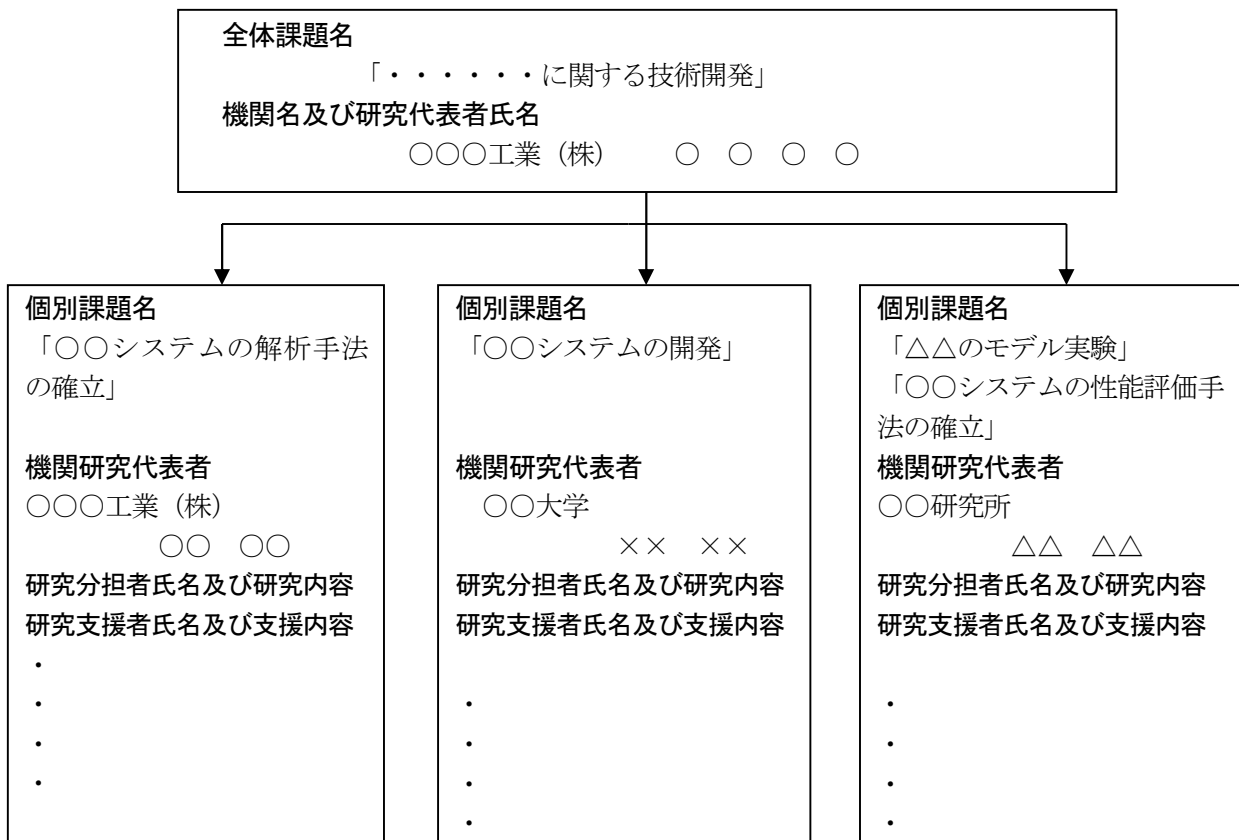 全体課題名
「・・・・・・に関する技術開発」
機関名及び研究代表者氏名
○○○工業（株）　　○　○　○　○
個別課題名
「○○システムの解析手法
の確立」
機関研究代表者
○○○工業（株）
○○　○○
研究分担者氏名及び研究内容
研究支援者氏名及び支援内容
・
・
・
・
個別課題名
「○○システムの開発」
機関研究代表者
○○大学
××　××
研究分担者氏名及び研究内容
研究支援者氏名及び支援内容
・
・
・
・
個別課題名
「△△のモデル実験」
「○○システムの性能評価手
法の確立」
機関研究代表者
○○研究所
△△　△△
研究分担者氏名及び研究内容
研究支援者氏名及び支援内容
・
・
・
・